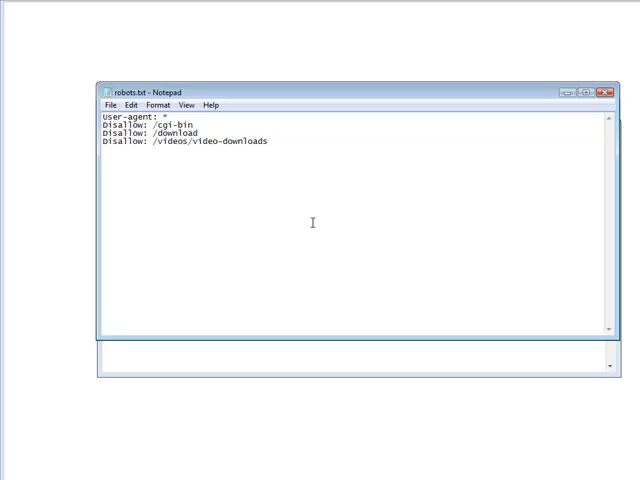 robots.txt - Notepad
File Edit Format View Help
User-agent: *
Disallow: /cgi-bin
Disallow: /download
Disallow: /videos/video-downloads